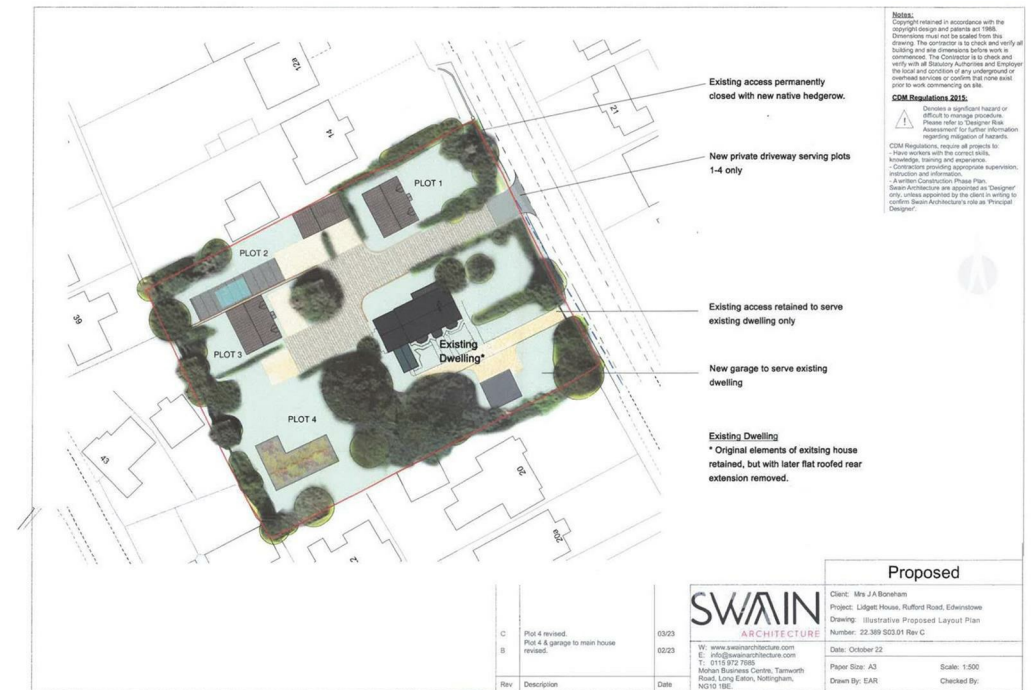 Notes:
Copyright retained in accordance with the
copyright design and patents act 1988.
Dimensions must not be scaled from this
drawing. The contractor is to check and verify all
building and site dimensions before work is
commenced. The Contractor is to check and
verify with all Statutory Authorities and Employer
the local and condition of any underground or
overhead services or confirm that none exist
prior to work commencing on site.
CDM Regulations 2015:
Denotes a significant hazard or
difficult to manage procedure.
Please refer to 'Designer Risk
Assessment' for further information
regarding mitigation of hazards.
CDM Regulations, require all projects to:
- Have workers with the correct skills,
knowledge, training and experience.
- Contractors providing appropriate supervision,
instruction and information.
- A written Construction Phase Plan.
Swain Architecture are appointed as 'Designer'
only, unless appointed by the client in writing to
confirm Swain Architecture's role as 'Principal
Designer'.
Existing access permanently
closed with new native hedgerow.
New private driveway serving plots
1-4 only
Existing access retained to serve
existing dwelling only
New garage to serve existing
dwelling
Existing Dwelling
* Original elements of exitsing house
retained, but with later flat roofed rear
extension removed.
12a
14
21
PLOT 1
PLOT 2
39
PLOT 3
Existing
Dwelling*
PLOT 4
43
20
20a
C Plot 4 revised. 03/23
Plot 4 & garage to main house
B revised. 02/23
Rev Description Date
SWAIN
ARCHITECTURE
W: www.swainarchitecture.com
E: info@swainarchitecture.com
T: 0115 972 7685
Mohan Business Centre, Tamworth
Road, Long Eaton, Nottingham,
NG10 1BE.
Proposed
Client: Mrs J A Boneham
Project: Lidgett House, Rufford Road, Edwinstowe
Drawing: Illustrative Proposed Layout Plan
Number: 22.389 S03.01 Rev C
Date: October 22
Paper Size: A3 Scale: 1:500
Drawn By: EAR Checked By: